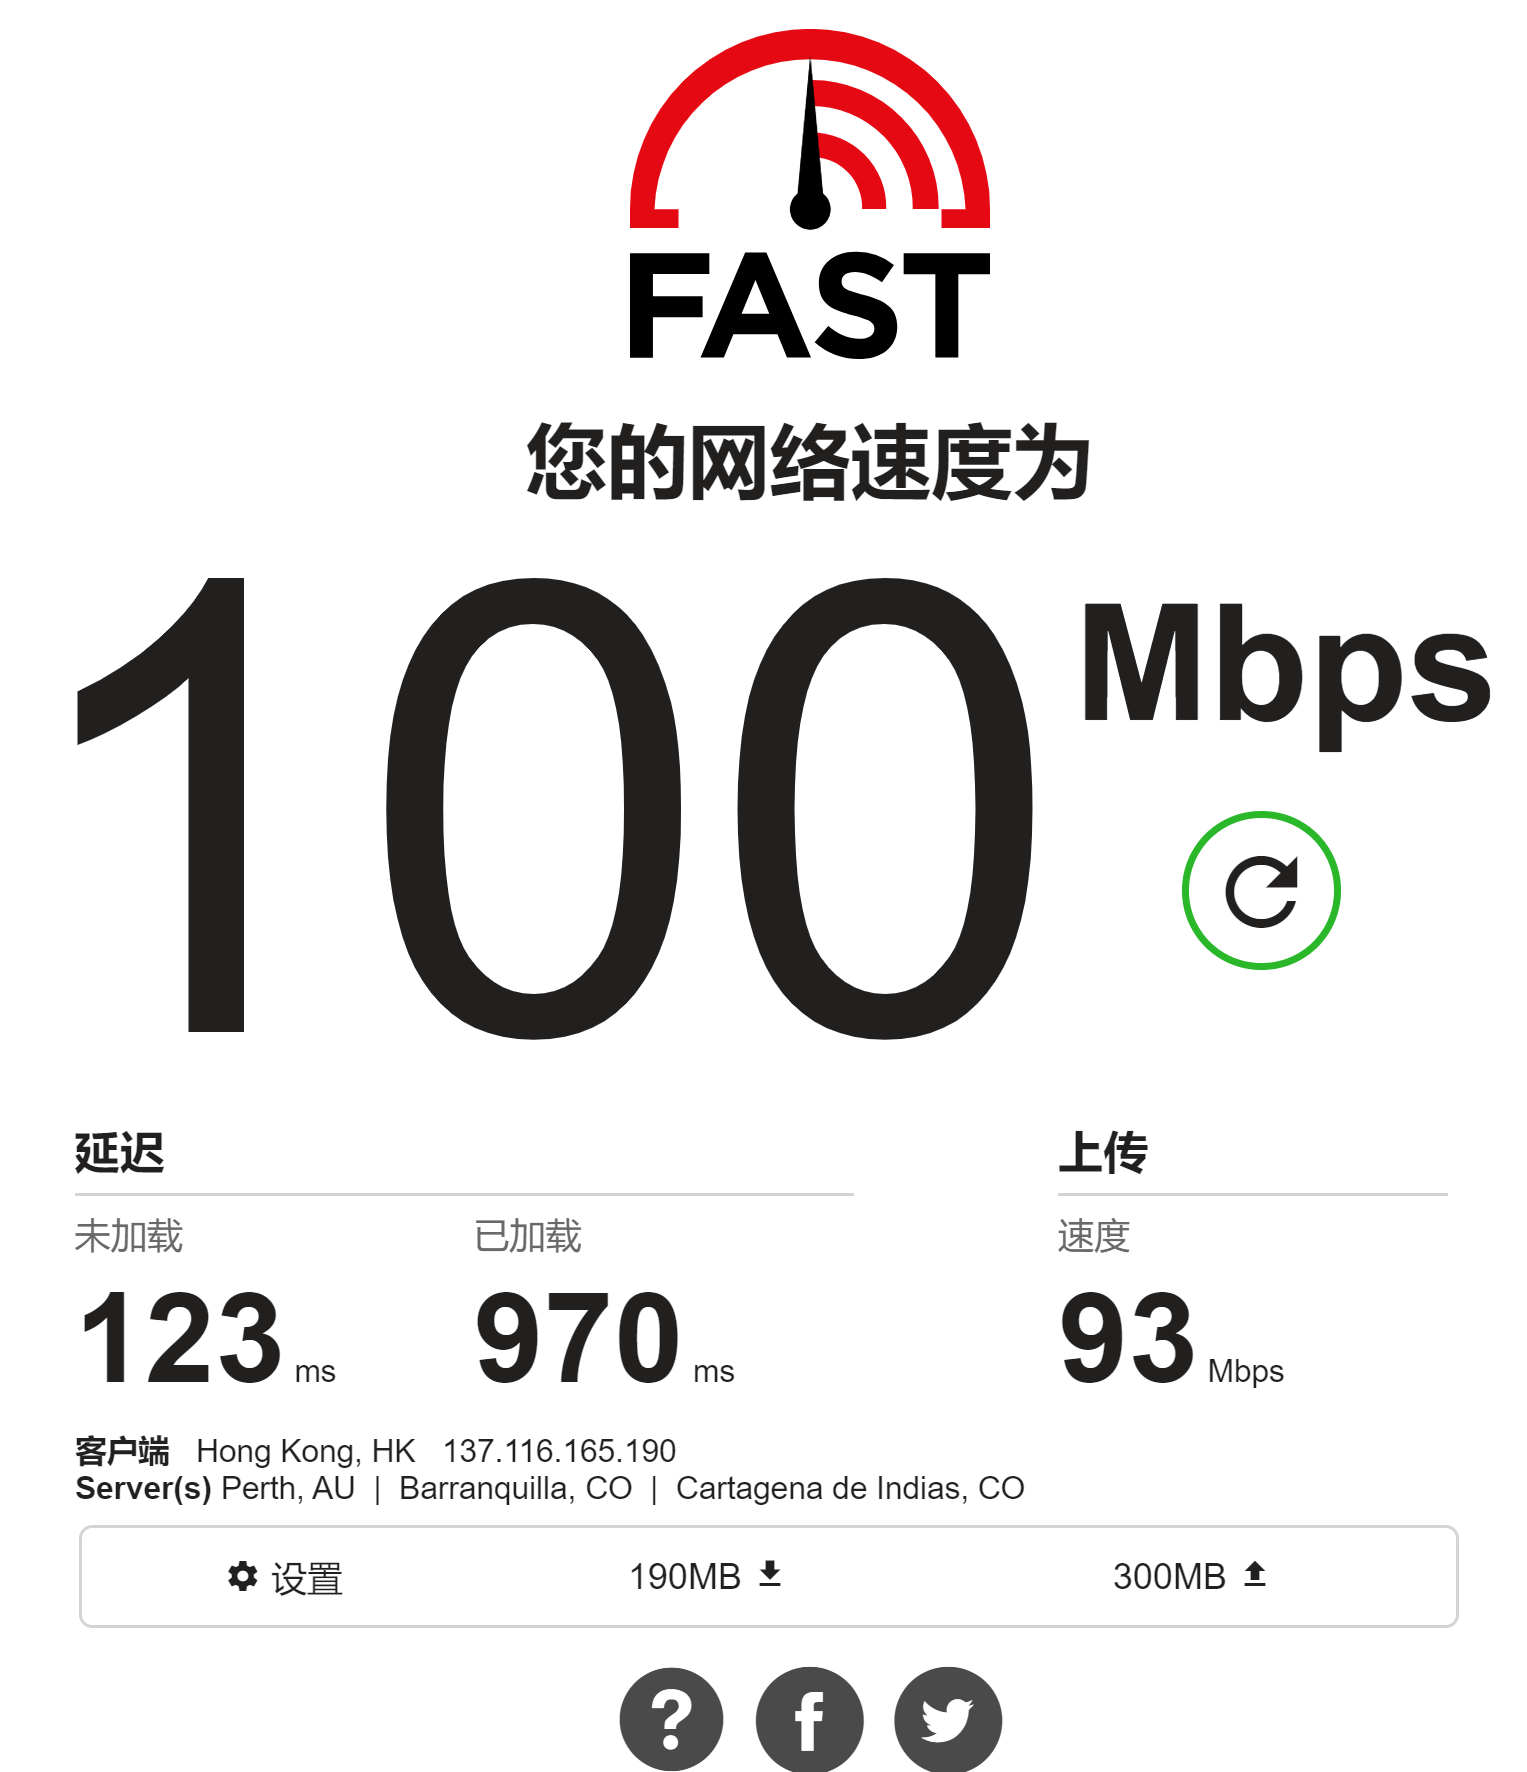 FAST
您的网络速度为
100 Mbps
延迟 上传
未加载 已加载 速度
123 ms 970 ms 93 Mbps
客户端 Hong Kong, HK 137.116.165.190
Server(s) Perth, AU | Barranquilla, CO | Cartagena de Indias, CO
设置 190MB 300MB